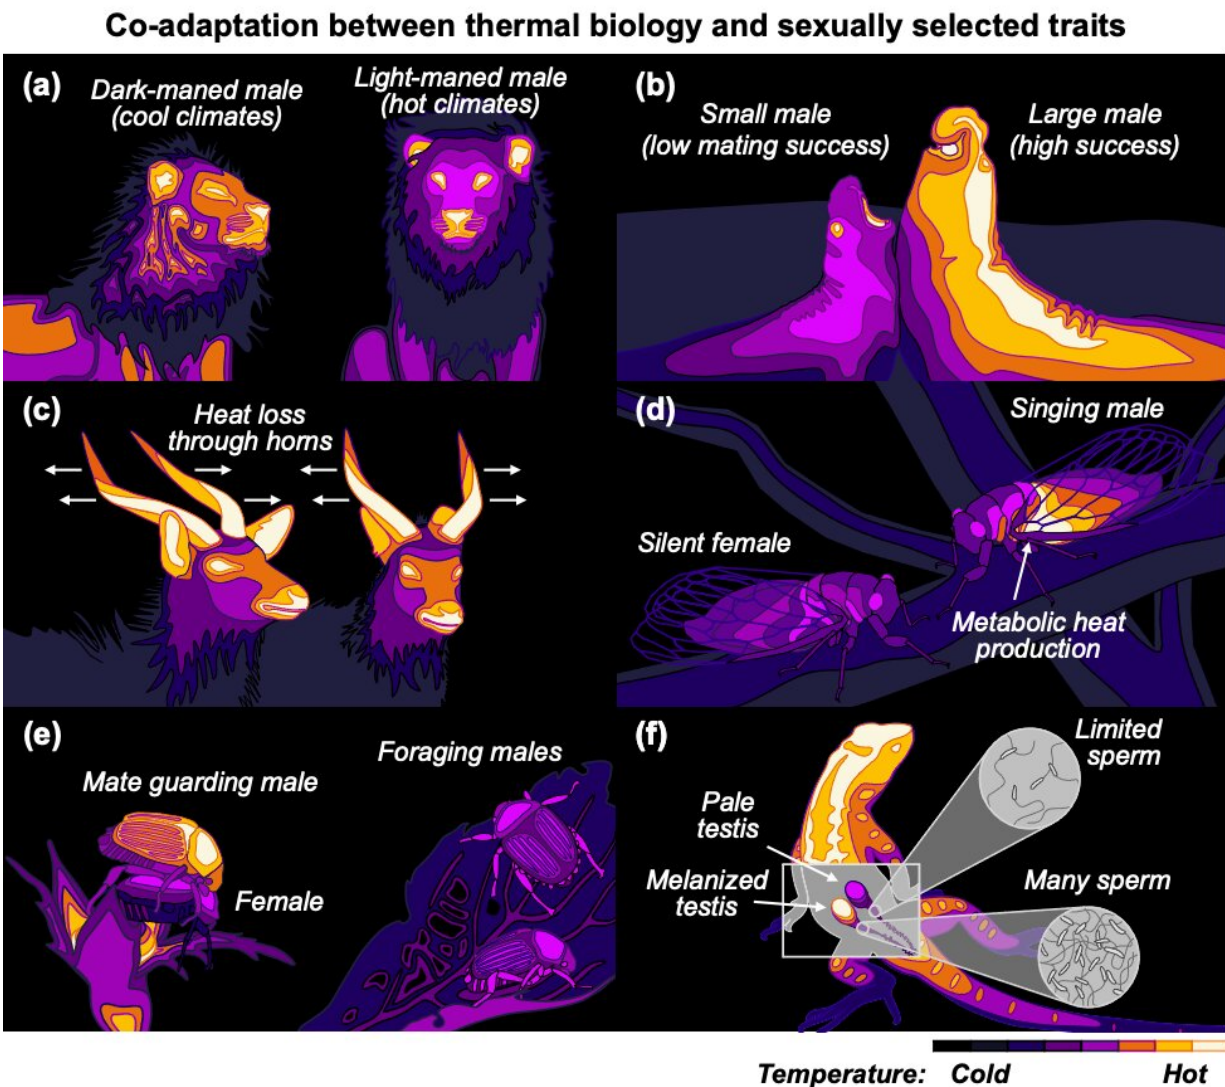 Co-adaptation between thermal biology and sexually selected traits
(a)
Dark-maned male
(cool climates)
Light-maned male
(hot climates)
(b)
Small male
(low mating success)
Large male
(high success)
(c)
Heat loss
through horns
(d)
Singing male
Silent female
Metabolic heat
production
(e)
Mate guarding male
Female
Foraging males
(f)
Limited
sperm
Pale
testis
Melanized
testis
Many sperm
Temperature: Cold Hot